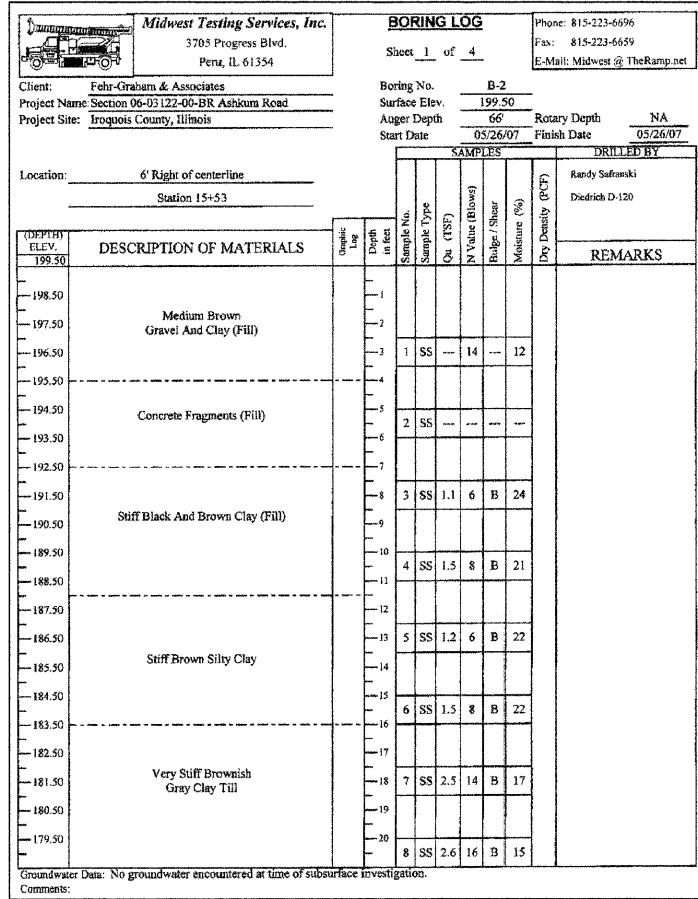 Midwest Testing Services, Inc.
3705 Progress Blvd.
Peru, IL 61354
BORING LOG
Sheet 1 of 4
Phone: 815-223-6696
Fax: 815-223-6659
E-Mail: Midwest @ TheRamp.net
Client: Fehr-Graham & Associates
Project Name: Section 06-03122-00-BR Ashkum Road
Project Site: Iroquois County, Illinois
Boring No. B-2
Surface Elev. 199.50
Auger Depth 66' Rotary Depth NA
Start Date 05/26/07 Finish Date 05/26/07
SAMPLES DRILLED BY
Location: 6' Right of centerline
Station 15+53
Randy Safranski
Diedrich D-120
(DEPTH) ELEV. DESCRIPTION OF MATERIALS Graphic Log Depth in feet Sample No. Sample Type Qu (TSF) N Value (Blows) Bulge / Shear Moisture (%) Dry Density (PCF) REMARKS
199.50
198.50 1
Medium Brown
197.50 2
Gravel And Clay (Fill)
196.50 3 1 SS --- 14 --- 12
195.50 4
194.50 5
Concrete Fragments (Fill)
2 SS --- --- --- ---
193.50 6
192.50 7
191.50 8 3 SS 1.1 6 B 24
Stiff Black And Brown Clay (Fill)
190.50 9
189.50 10
4 SS 1.5 8 B 21
188.50 11
187.50 12
186.50 13 5 SS 1.2 6 B 22
Stiff Brown Silty Clay
185.50 14
184.50 15
6 SS 1.5 8 B 22
183.50 16
182.50 17
Very Stiff Brownish
181.50 18 7 SS 2.5 14 B 17
Gray Clay Till
180.50 19
179.50 20
8 SS 2.6 16 B 15
Groundwater Data: No groundwater encountered at time of subsurface investigation.
Comments: